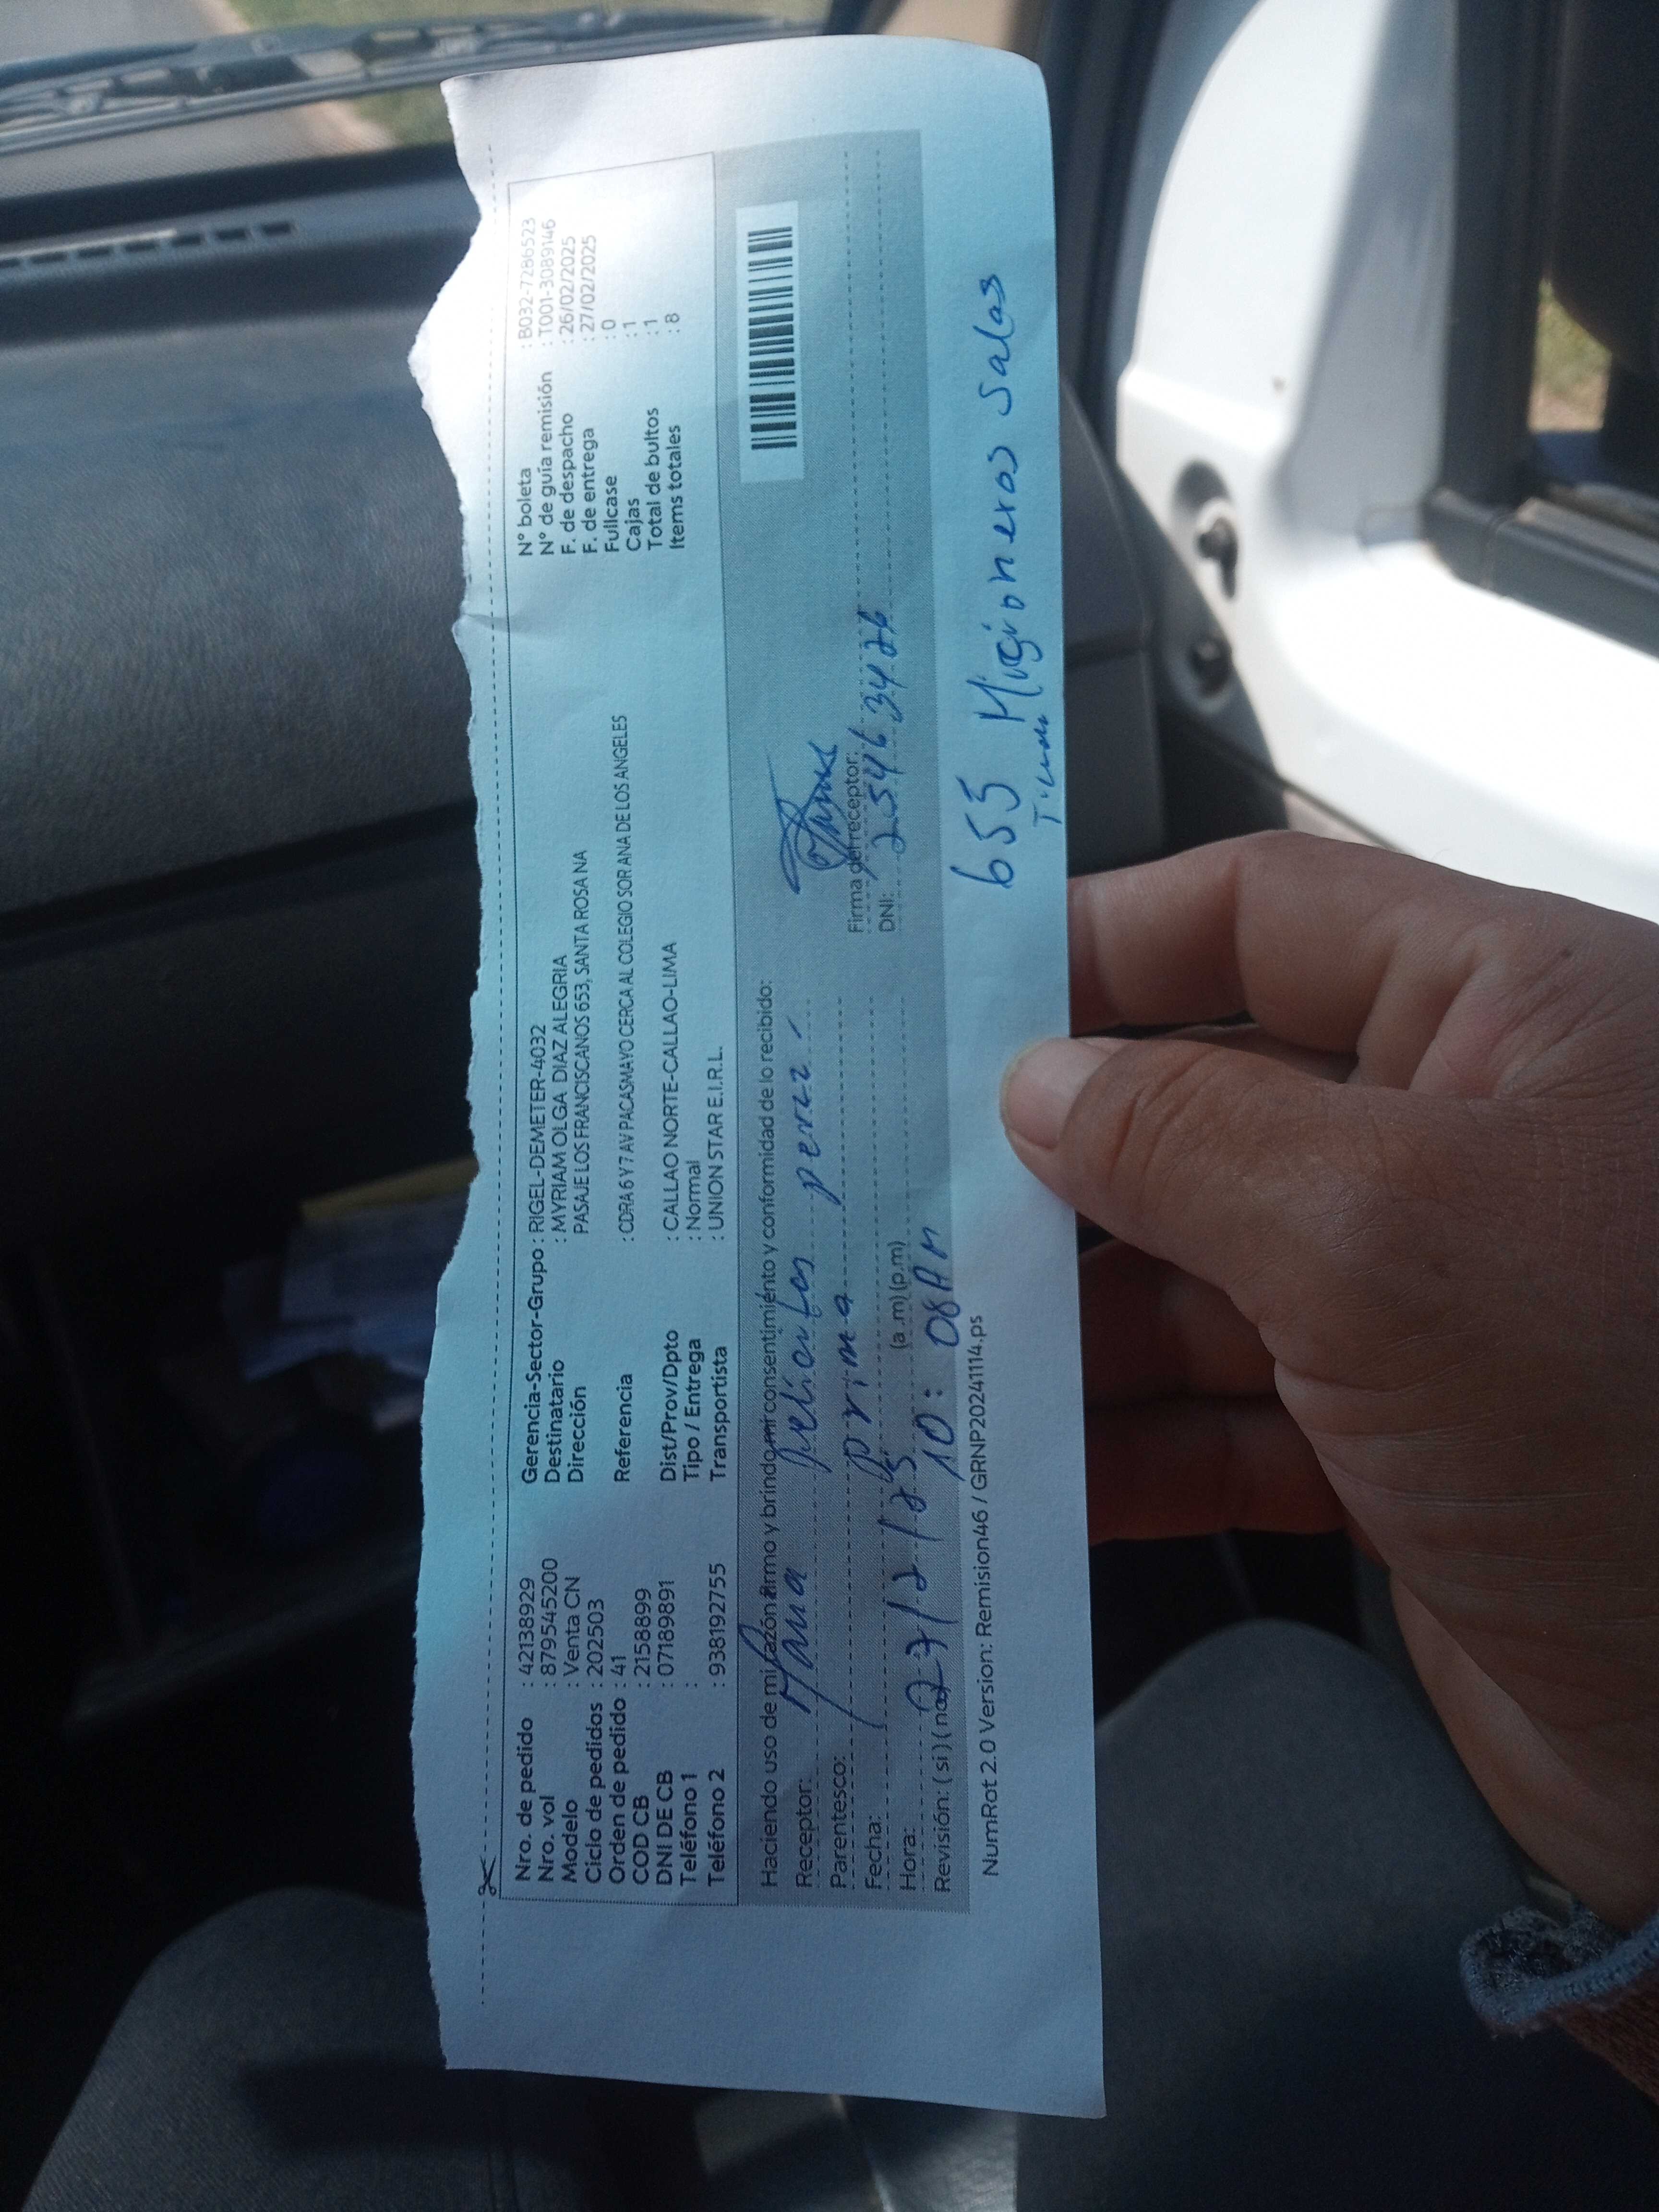 Nro. de pedido : 42138929
Nro. vol : 879545200
Modelo : Venta CN
Ciclo de pedidos : 202503
Orden de pedido : 41
COD CB : 2158899
DNI DE CB : 07189891
Teléfono 1 :
Teléfono 2 : 938192755
Gerencia-Sector-Grupo : RIGEL-DEMETER-4032
Destinatario : MYRIAM OLGA DIAZ ALEGRIA
Dirección PASAJE LOS FRANCISCANOS 653, SANTA ROSA NA
Referencia : CDRA 6 Y 7 AV PACASMAYO CERCA AL COLEGIO SOR ANA DE LOS ANGELES
Dist/Prov/Dpto : CALLAO NORTE-CALLAO-LIMA
Tipo / Entrega : Normal
Transportista : UNION STAR E.I.R.L.
N° boleta : B032-7286523
N° de guía remisión : T001-3089146
F. de despacho : 26/02/2025
F. de entrega : 27/02/2025
Fullcase : 0
Cajas : 1
Total de bultos : 1
Items totales : 8
Haciendo uso de mi razón firmo y brindo mi consentimiento y conformidad de lo recibido:
Receptor: perez
Parentesco: Prima
Fecha: 27/2/25
Hora: 10:08AM (a.m) (p.m)
Revisión: (si) (no)
Firma del receptor:
DNI: 25463426
NumRot 2.0 Version: Remision46 / GRNP20241114.ps
653 salas